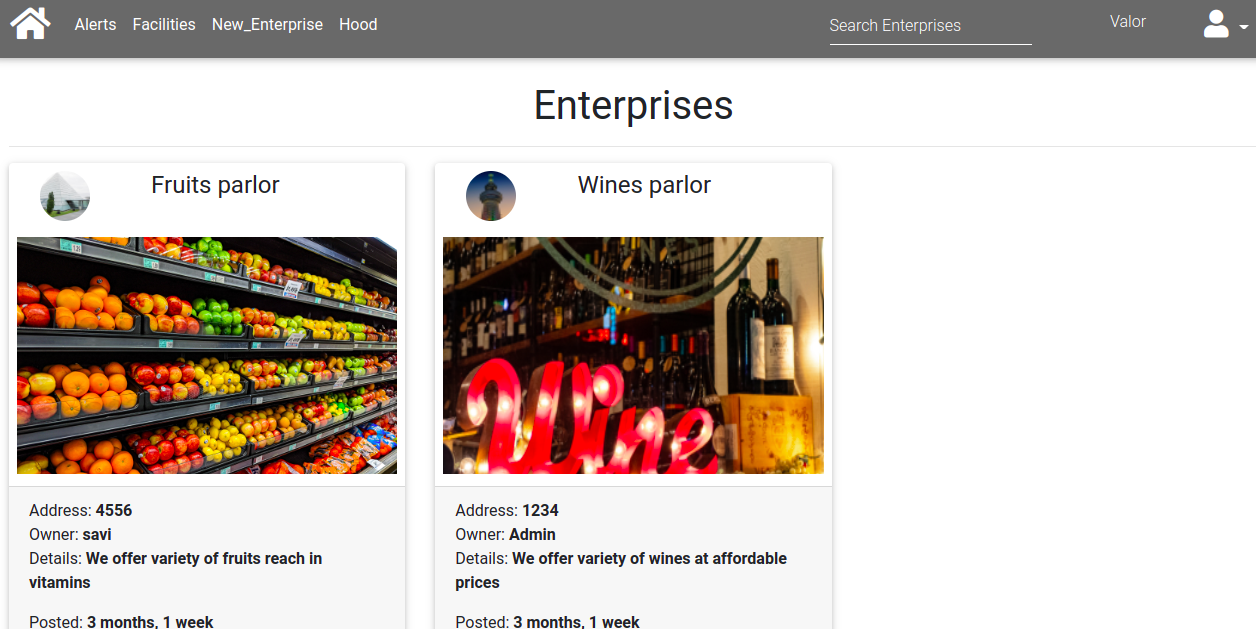 Alerts Facilities New_Enterprise Hood Search Enterprises Valor
Enterprises
Fruits parlor
Wines parlor
Wine
Address: 4556
Owner: savi
Details: We offer variety of fruits reach in
vitamins
Posted: 3 months, 1 week
Address: 1234
Owner: Admin
Details: We offer variety of wines at affordable
prices
Posted: 3 months, 1 week